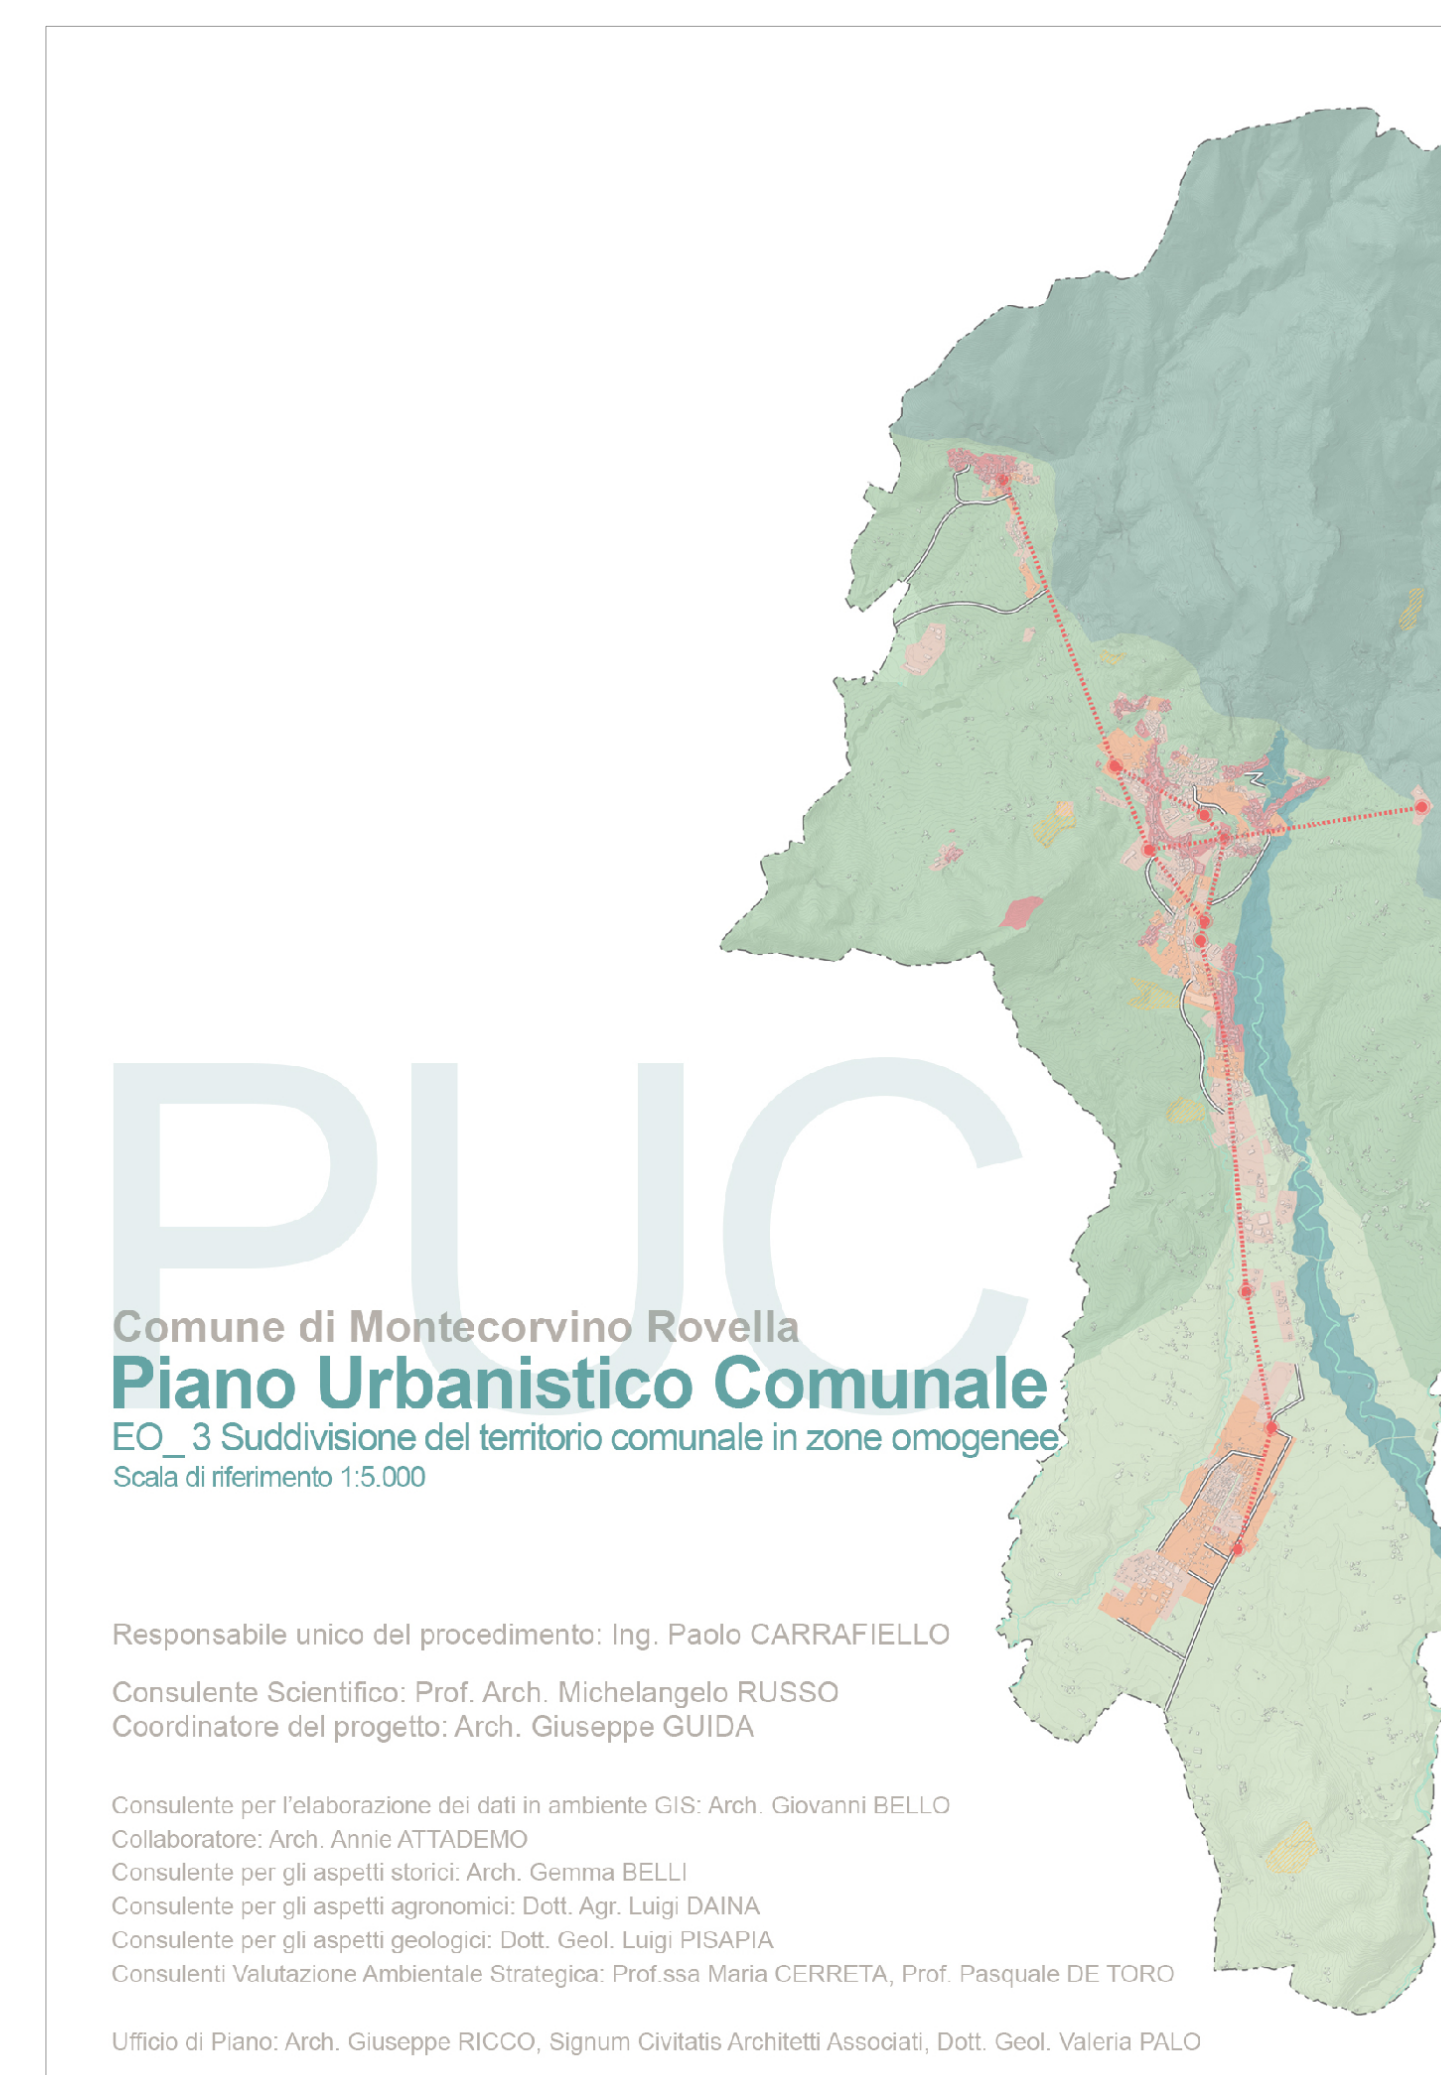 PUC
Comune di Montecorvino Rovella
Piano Urbanistico Comunale
EO_ 3 Suddivisione del territorio comunale in zone omogenee
Scala di riferimento 1:5.000
Responsabile unico del procedimento: Ing. Paolo CARRAFIELLO
Consulente Scientifico: Prof. Arch. Michelangelo RUSSO
Coordinatore del progetto: Arch. Giuseppe GUIDA
Consulente per l'elaborazione dei dati in ambiente GIS: Arch. Giovanni BELLO
Collaboratore: Arch. Annie ATTADEMO
Consulente per gli aspetti storici: Arch. Gemma BELLI
Consulente per gli aspetti agronomici: Dott. Agr. Luigi DAINA
Consulente per gli aspetti geologici: Dott. Geol. Luigi PISAPIA
Consulenti Valutazione Ambientale Strategica: Prof.ssa Maria CERRETA, Prof. Pasquale DE TORO
Ufficio di Piano: Arch. Giuseppe RICCO, Signum Civitatis Architetti Associati, Dott. Geol. Valeria PALO